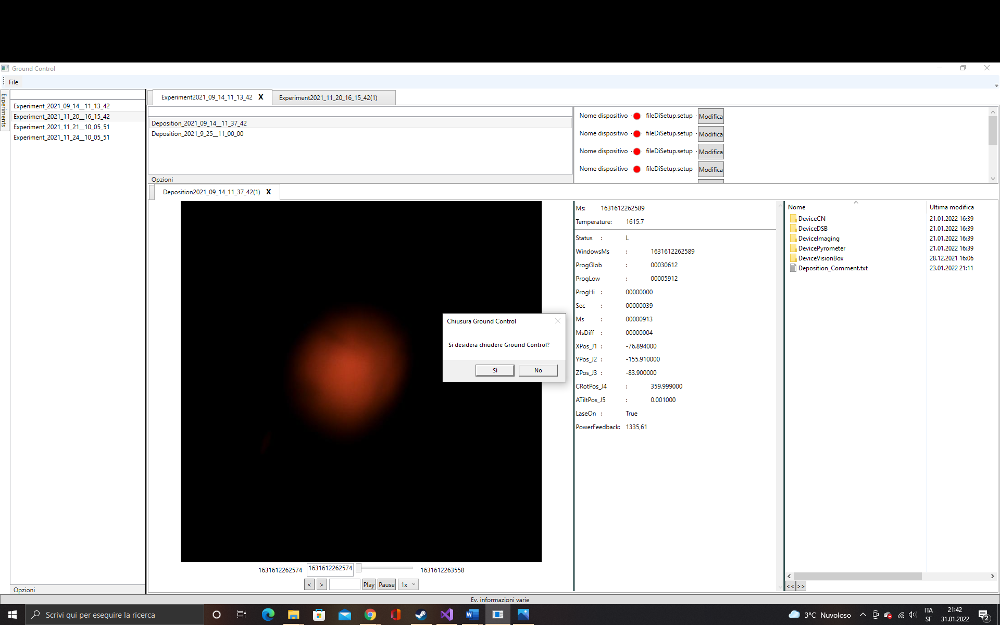 Ground Control
File
Experiments
Experiment_2021_09_14__11_13_42
Experiment_2021_11_20__16_15_42
Experiment_2021_11_21__10_05_51
Experiment_2021_11_24__10_05_51
Opzioni
Experiment2021_09_14_11_13_42 X
Experiment2021_11_20_16_15_42(1)
Deposition_2021_09_14__11_37_42
Deposition_2021_9_25__11_00_00
Opzioni
Nome dispositivo fileDiSetup.setup Modifica
Nome dispositivo fileDiSetup.setup Modifica
Nome dispositivo fileDiSetup.setup Modifica
Nome dispositivo fileDiSetup.setup Modifica
Deposition2021_09_14_11_37_42(1) X
Ms: 1631612262589
Temperature: 1615.7
Status : L
WindowsMs : 1631612262589
ProgGlob : 00030612
ProgLow : 00005912
ProgHi : 00000000
Sec : 00000039
Ms : 00000913
MsDiff : 00000004
XPos_J1 : -76.894000
YPos_J2 : -155.910000
ZPos_J3 : -83.900000
CRotPos_J4 : 359.999000
ATiltPos_J5 : 0.001000
LaseOn : True
PowerFeedback: 1335,61
Nome Ultima modifica
DeviceCN 21.01.2022 16:39
DeviceDSB 21.01.2022 16:39
DeviceImaging 21.01.2022 16:39
DevicePyrometer 21.01.2022 16:39
DeviceVisionBox 28.12.2021 16:06
Deposition_Comment.txt 23.01.2022 21:11
<< >>
Chiusura Ground Control
Si desidera chiudere Ground Control?
Sì No
1631612262574 1631612262574 1631612263558
< > Play Pause 1x
Ev. informazioni varie
Scrivi qui per eseguire la ricerca
3°C Nuvoloso
ITA
SF
21:42
31.01.2022
2